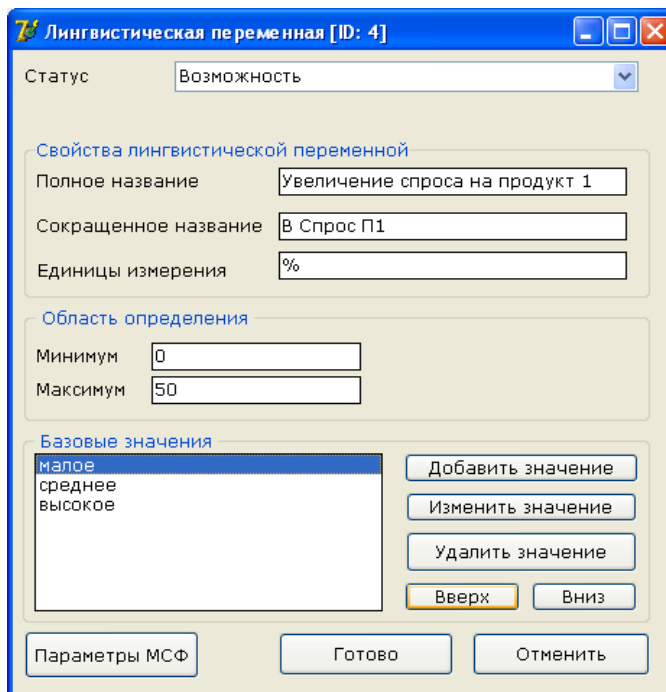 Лингвистическая переменная [ID: 4]
Статус Возможность
Свойства лингвистической переменной
Полное название Увеличение спроса на продукт 1
Сокращенное название В Спрос П1
Единицы измерения %
Область определения
Минимум 0
Максимум 50
Базовые значения
малое Добавить значение
среднее
высокое Изменить значение
Удалить значение
Вверх Вниз
Параметры МСФ Готово Отменить